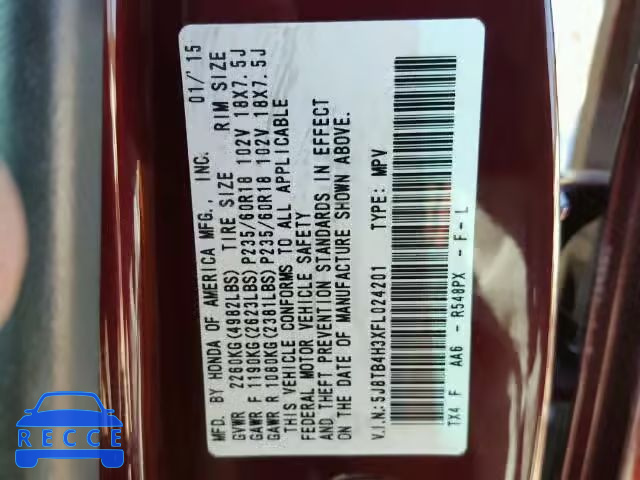 MFD. BY HONDA OF AMERICA MFG., INC. 01/'15
TIRE SIZE RIM SIZE
GVWR 2260KG(4982LBS)
GAWR F 1190KG(2623LBS)P235/60R18 102V 18X7.5J
GAWR R 1080KG(2381LBS)P235/60R18 102V 18X7.5J
THIS VEHICLE CONFORMS TO ALL APPLICABLE
FEDERAL MOTOR VEHICLE SAFETY
AND THEFT PREVENTION STANDARDS IN EFFECT
ON THE DATE OF MANUFACTURE SHOWN ABOVE.
V.I.N:5J8TB4H3XFL024201 TYPE: MPV
TX4 F AA6 - R548PX - F - L
RECCE